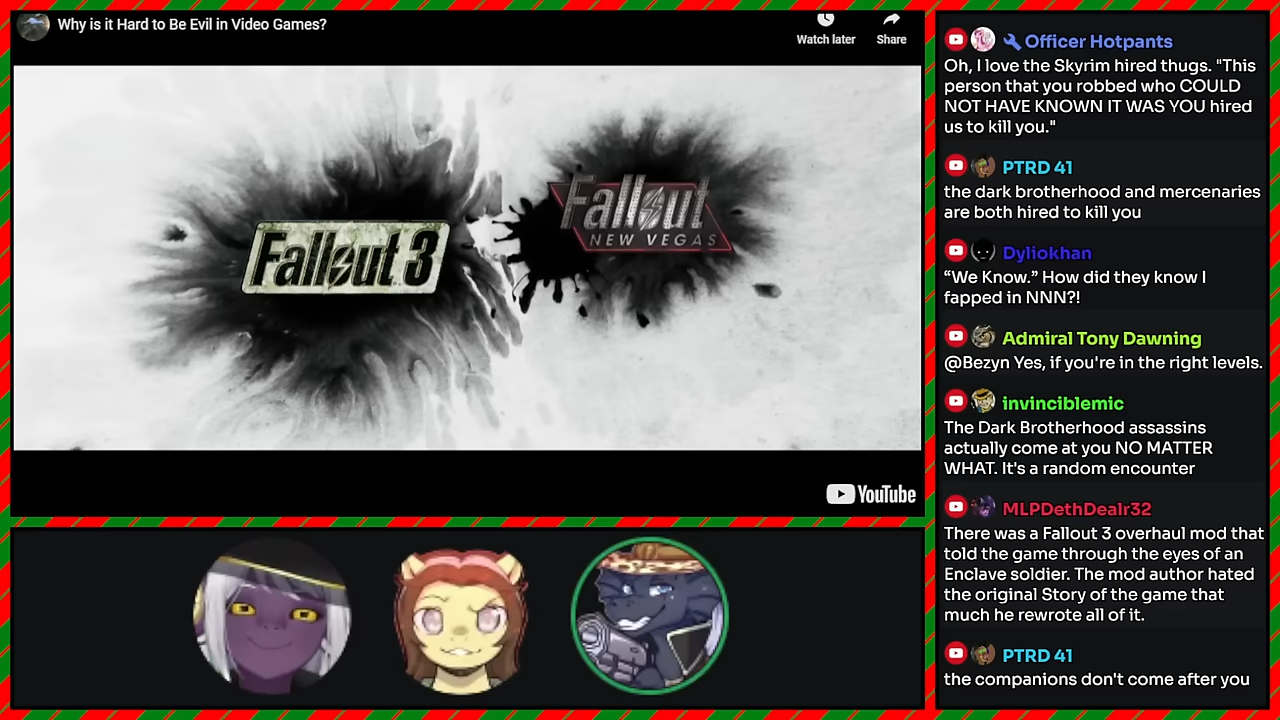 Why is it Hard to Be Evil in Video Games?
Watch later
Share
Fallout 3
Fallout
NEW VEGAS
YouTube
Officer Hotpants
Oh, I love the Skyrim hired thugs. "This
person that you robbed who COULD
NOT HAVE KNOWN IT WAS YOU hired
us to kill you."
PTRD 41
the dark brotherhood and mercenaries
are both hired to kill you
Dyliokhan
“We Know.” How did they know I
fapped in NNN?!
Admiral Tony Dawning
@Bezyn Yes, if you're in the right levels.
invinciblemic
The Dark Brotherhood assassins
actually come at you NO MATTER
WHAT. It's a random encounter
MLPDethDealr32
There was a Fallout 3 overhaul mod that
told the game through the eyes of an
Enclave soldier. The mod author hated
the original Story of the game that
much he rewrote all of it.
PTRD 41
the companions don't come after you